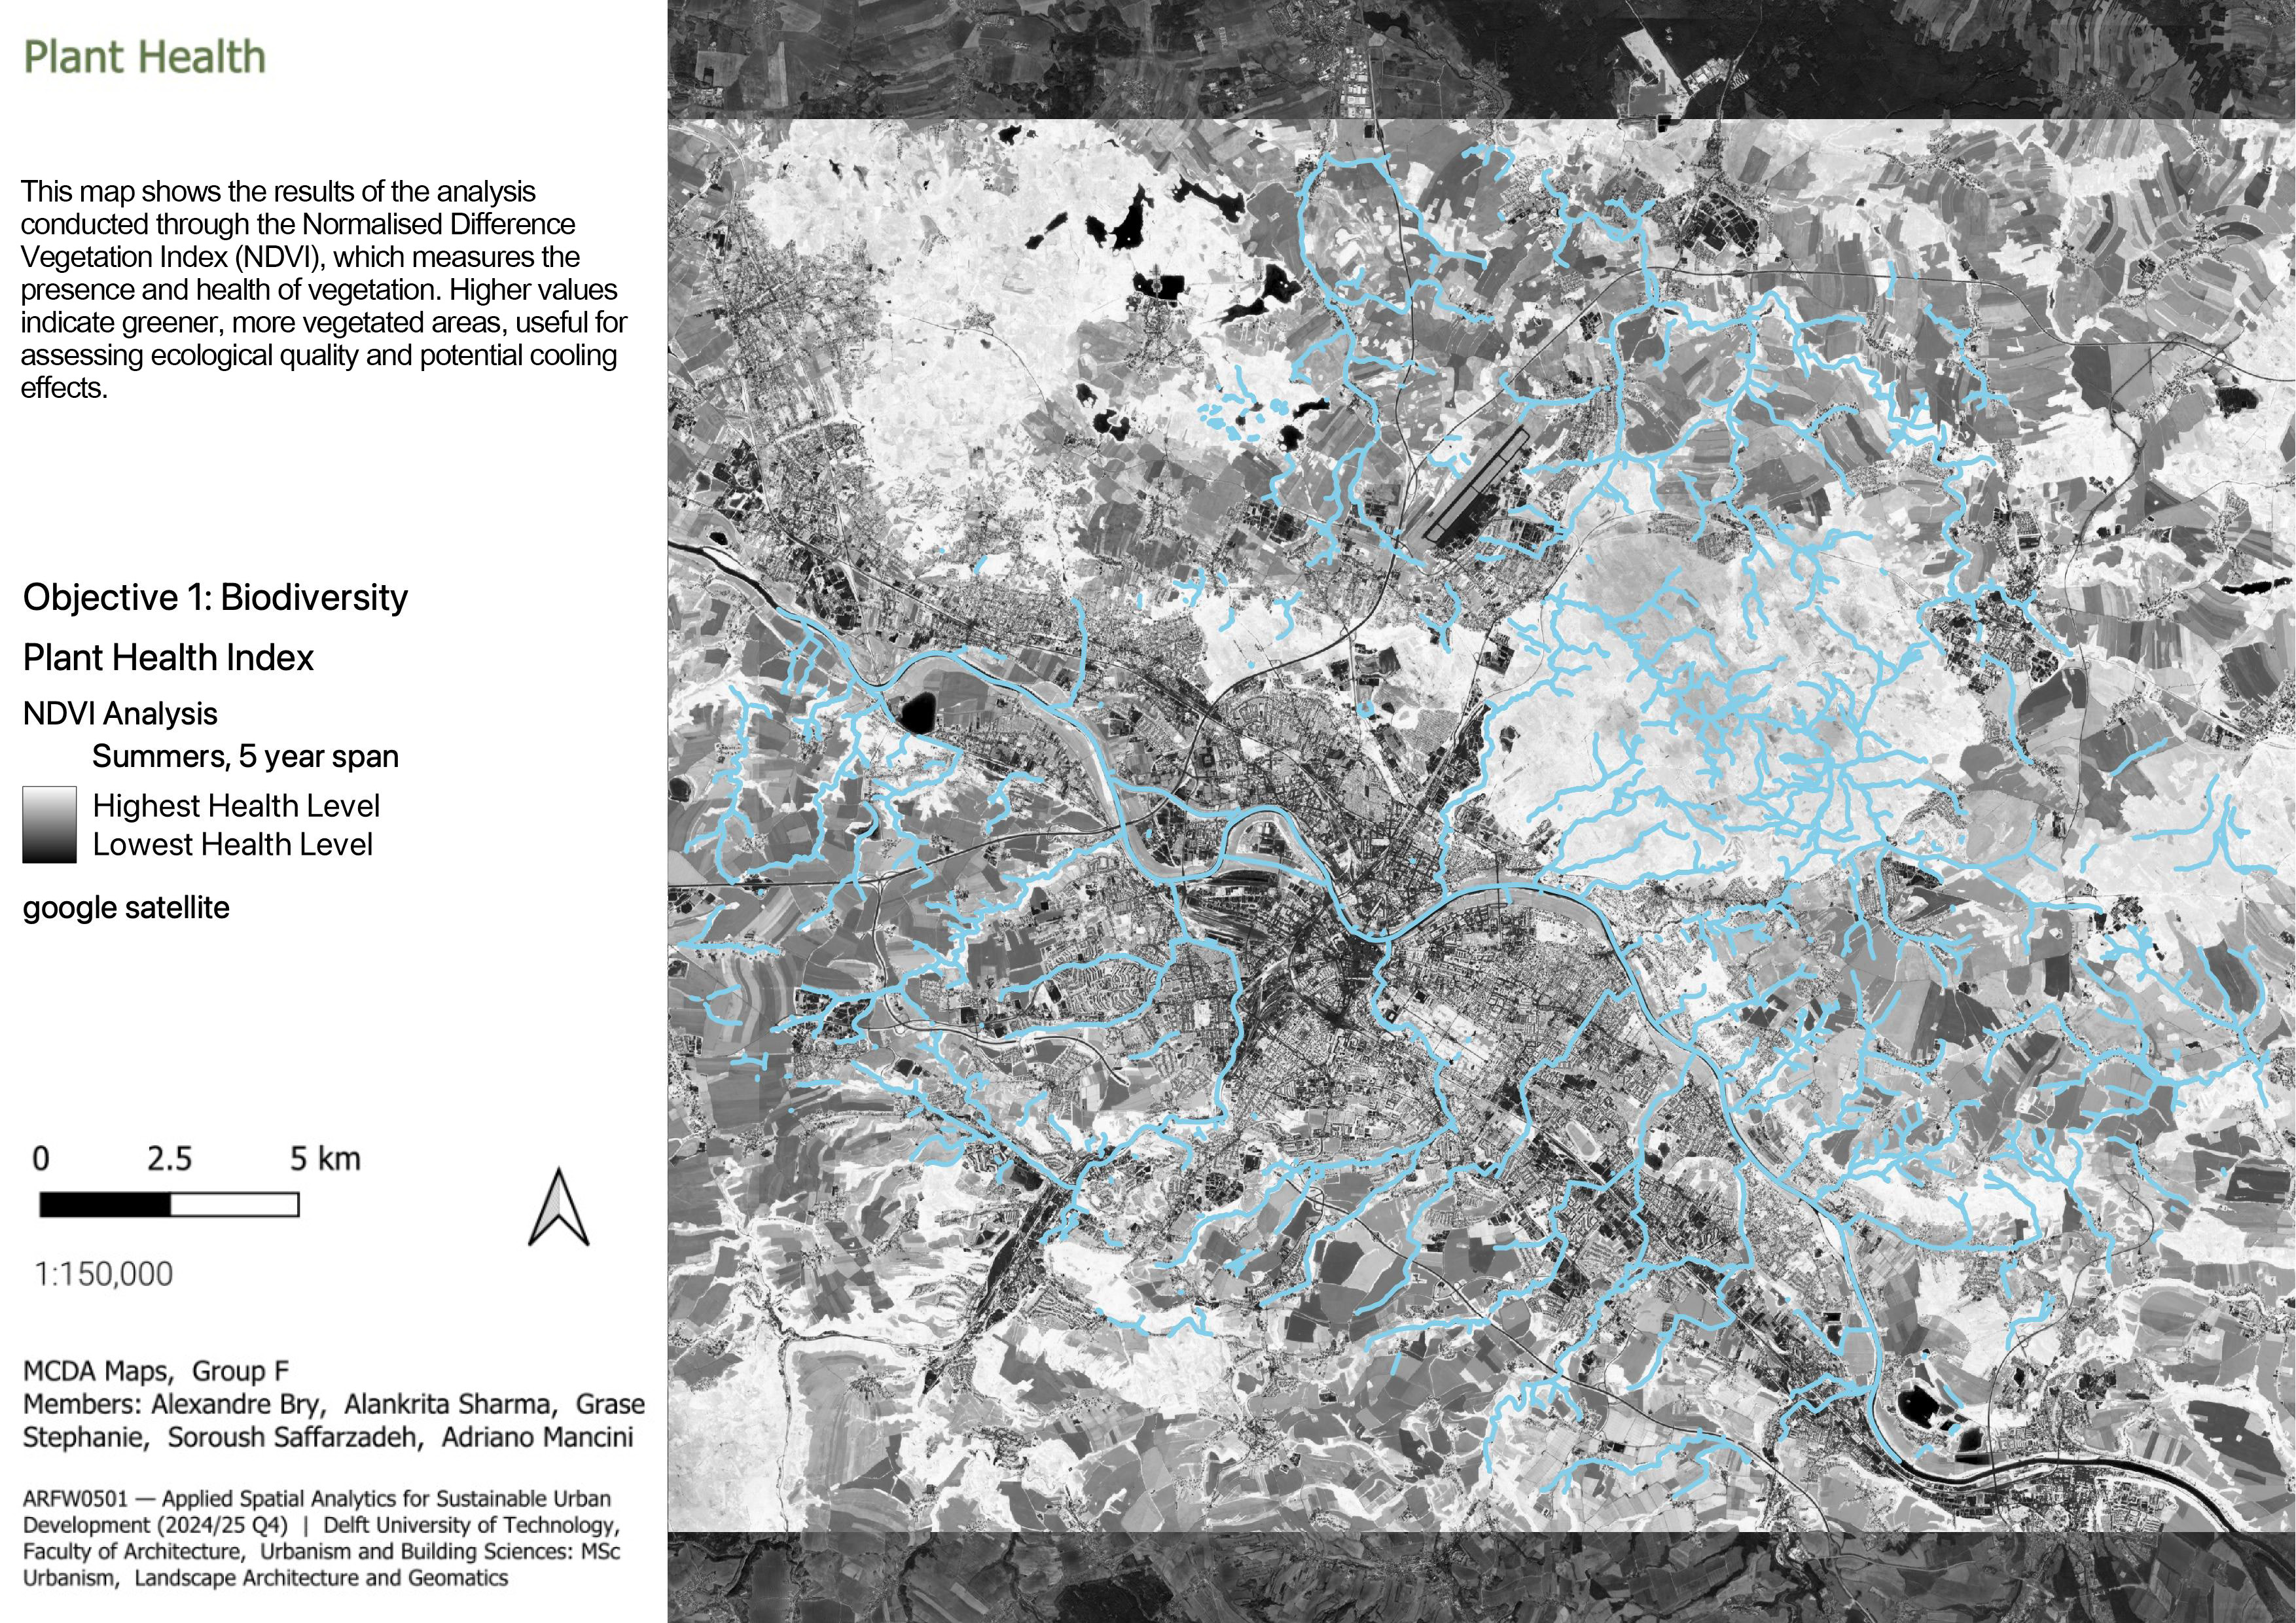 Plant Health
This map shows the results of the analysis
conducted through the Normalised Difference
Vegetation Index (NDVI), which measures the
presence and health of vegetation. Higher values
indicate greener, more vegetated areas, useful for
assessing ecological quality and potential cooling
effects.
Objective 1: Biodiversity
Plant Health Index
NDVI Analysis
Summers, 5 year span
Highest Health Level
Lowest Health Level
google satellite
0 2.5 5 km
1:150,000
MCDA Maps, Group F
Members: Alexandre Bry, Alankrita Sharma, Grase
Stephanie, Soroush Saffarzadeh, Adriano Mancini
ARFW0501 — Applied Spatial Analytics for Sustainable Urban
Development (2024/25 Q4) | Delft University of Technology,
Faculty of Architecture, Urbanism and Building Sciences: MSc
Urbanism, Landscape Architecture and Geomatics